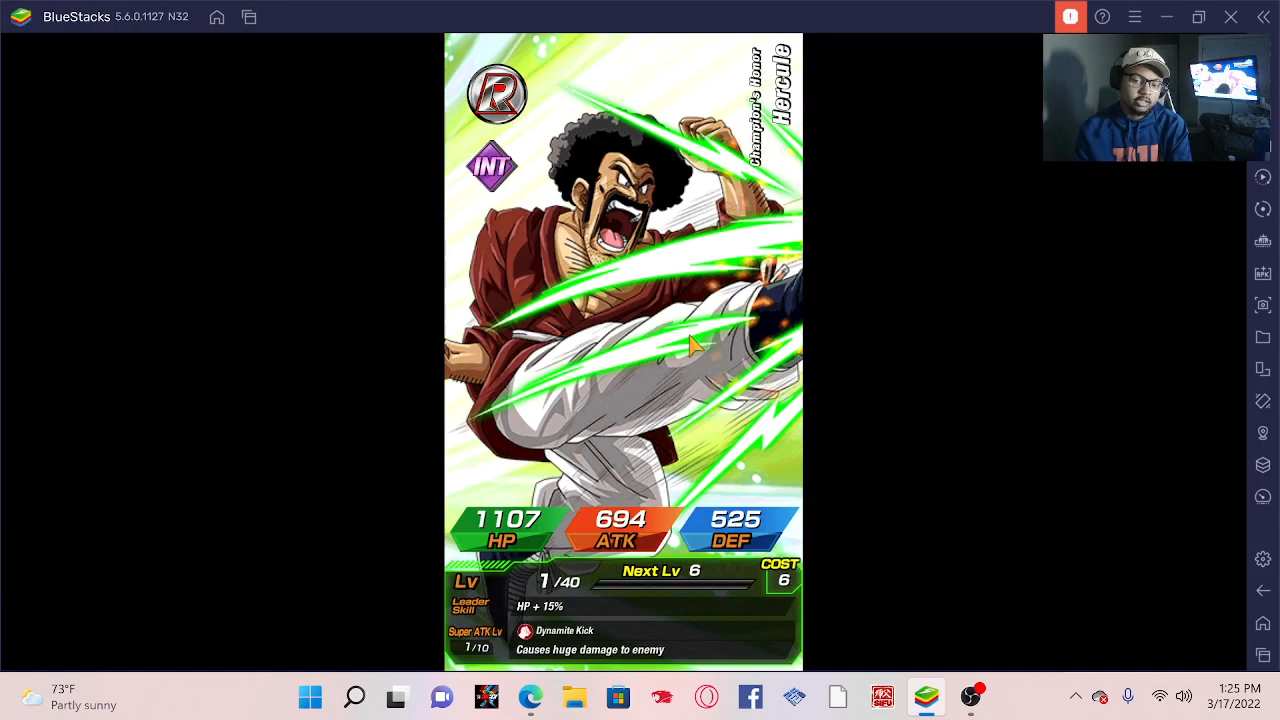 BlueStacks 5.6.0.1127 N32
R
INT
Champion's Honor
Hercule
1107
HP
694
ATK
525
DEF
Lv 1/40
Next Lv 6
COST
6
Leader Skill HP + 15%
Super ATK Lv
1/10
Dynamite Kick
Causes huge damage to enemy
73°F
Partly sunny
1:25 PM
3/17/2022